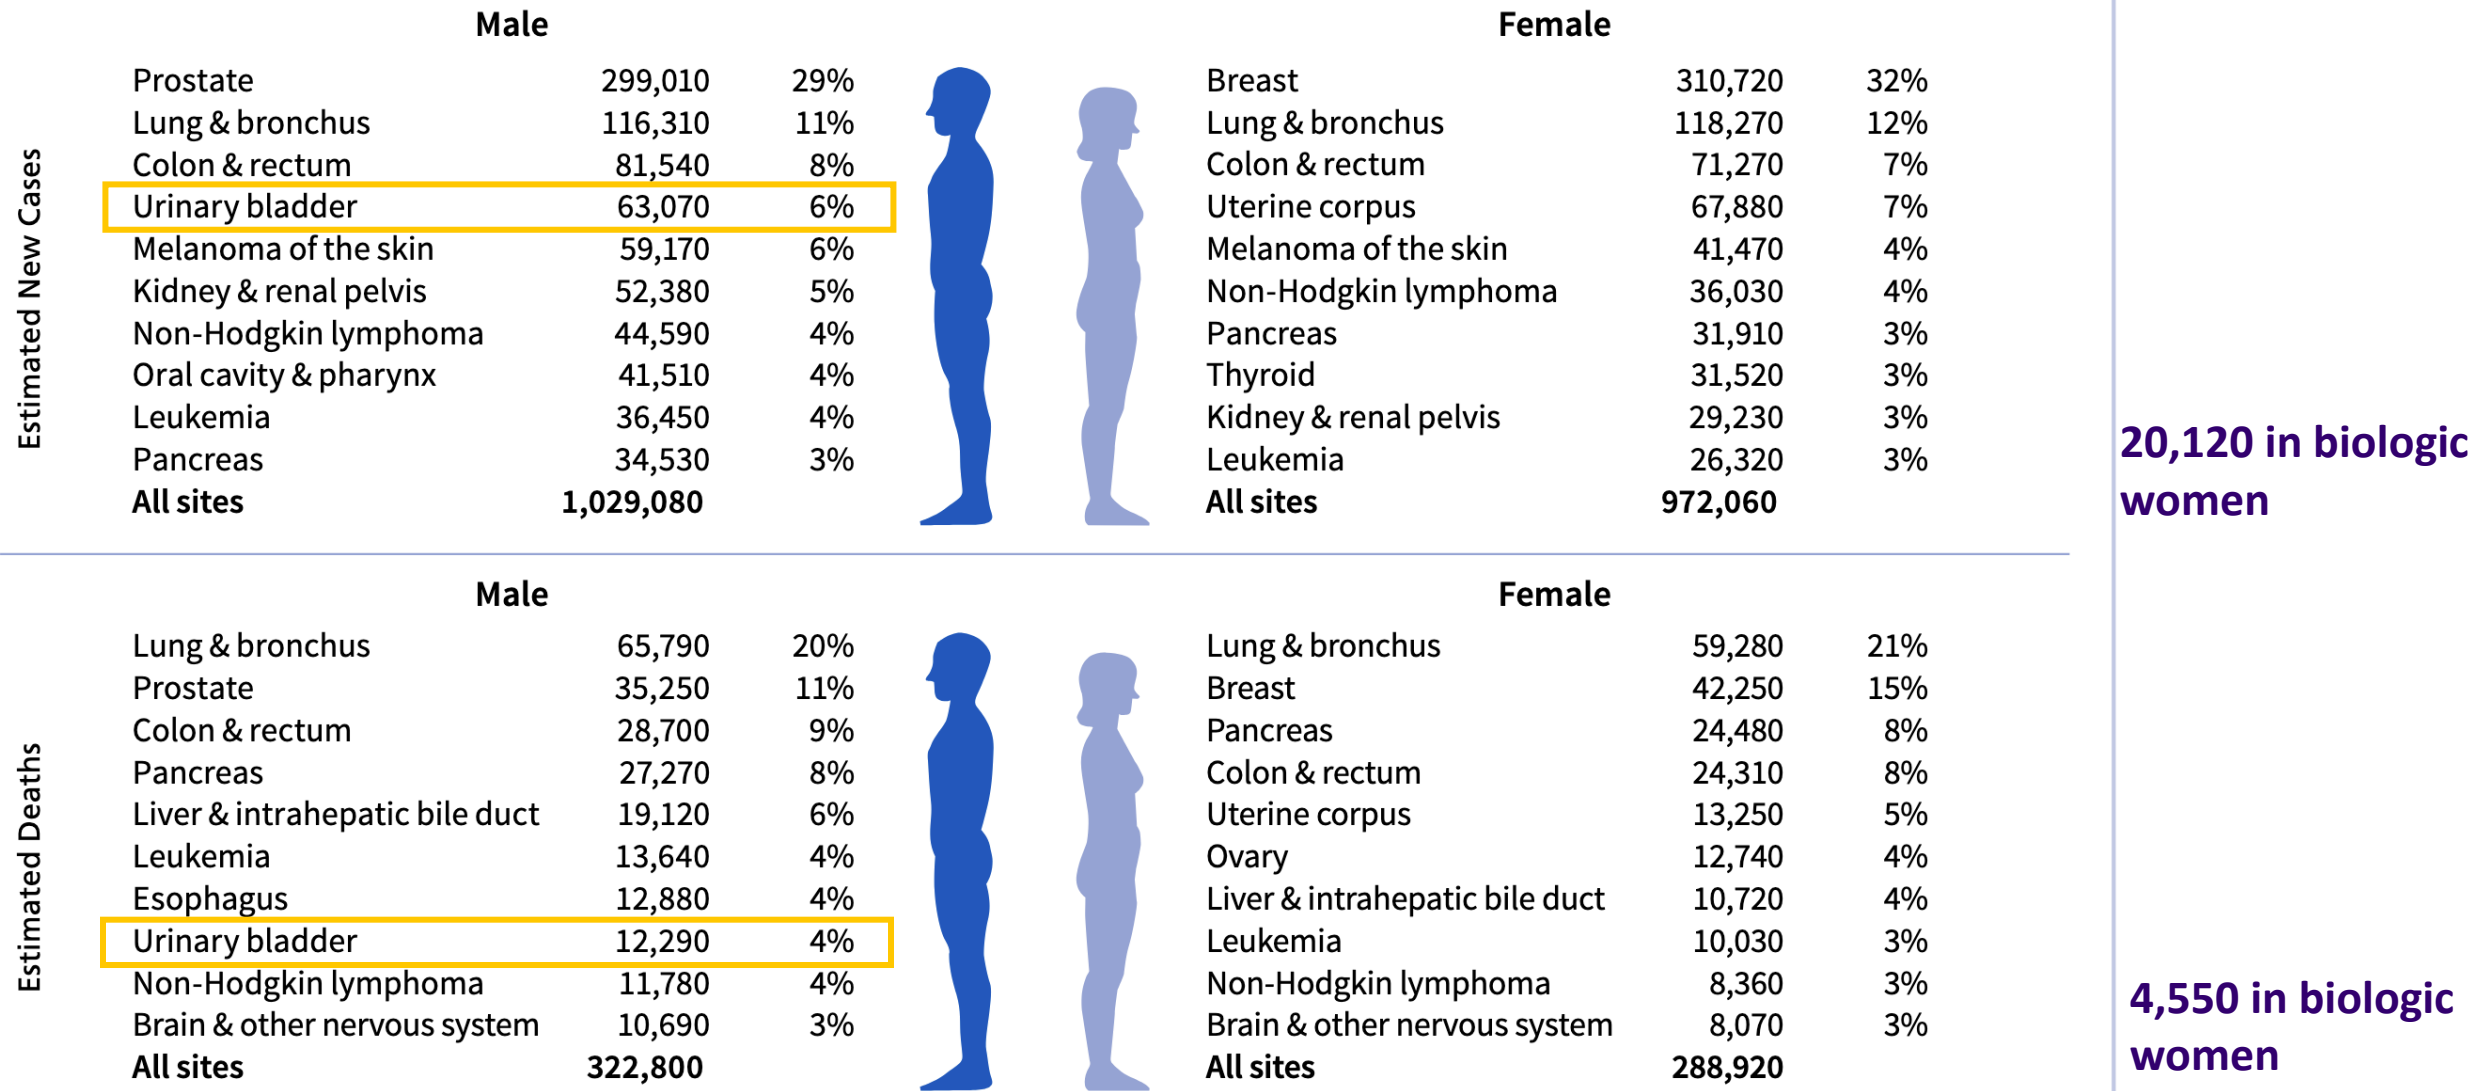 Male
Female
Estimated New Cases
Prostate 299,010 29%
Lung & bronchus 116,310 11%
Colon & rectum 81,540 8%
Urinary bladder 63,070 6%
Melanoma of the skin 59,170 6%
Kidney & renal pelvis 52,380 5%
Non-Hodgkin lymphoma 44,590 4%
Oral cavity & pharynx 41,510 4%
Leukemia 36,450 4%
Pancreas 34,530 3%
All sites 1,029,080
Breast 310,720 32%
Lung & bronchus 118,270 12%
Colon & rectum 71,270 7%
Uterine corpus 67,880 7%
Melanoma of the skin 41,470 4%
Non-Hodgkin lymphoma 36,030 4%
Pancreas 31,910 3%
Thyroid 31,520 3%
Kidney & renal pelvis 29,230 3%
Leukemia 26,320 3%
All sites 972,060
20,120 in biologic
women
Male
Female
Estimated Deaths
Lung & bronchus 65,790 20%
Prostate 35,250 11%
Colon & rectum 28,700 9%
Pancreas 27,270 8%
Liver & intrahepatic bile duct 19,120 6%
Leukemia 13,640 4%
Esophagus 12,880 4%
Urinary bladder 12,290 4%
Non-Hodgkin lymphoma 11,780 4%
Brain & other nervous system 10,690 3%
All sites 322,800
Lung & bronchus 59,280 21%
Breast 42,250 15%
Pancreas 24,480 8%
Colon & rectum 24,310 8%
Uterine corpus 13,250 5%
Ovary 12,740 4%
Liver & intrahepatic bile duct 10,720 4%
Leukemia 10,030 3%
Non-Hodgkin lymphoma 8,360 3%
Brain & other nervous system 8,070 3%
All sites 288,920
4,550 in biologic
women